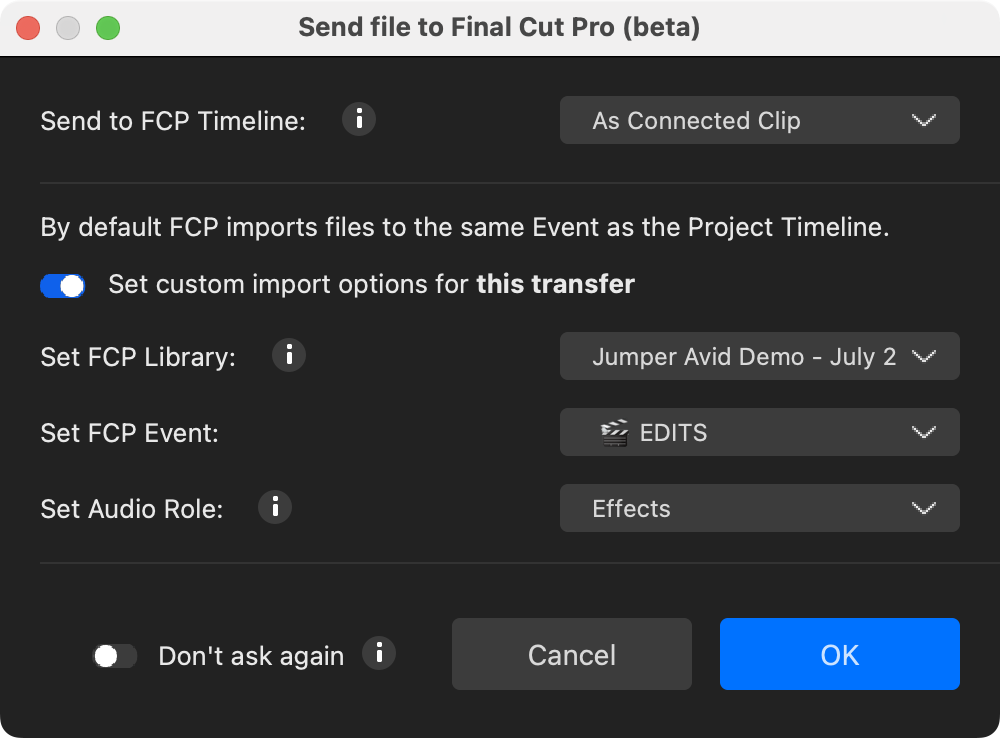 Send file to Final Cut Pro (beta)
Send to FCP Timeline:
As Connected Clip
By default FCP imports files to the same Event as the Project Timeline.
Set custom import options for this transfer
Set FCP Library:
Jumper Avid Demo - July 2
Set FCP Event:
🎬 EDITS
Set Audio Role:
Effects
Don't ask again
Cancel
OK